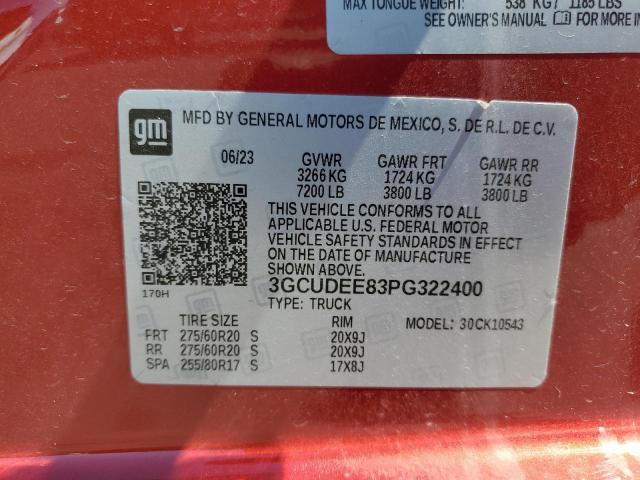 MAX TONGUE WEIGHT: 538 KG / 1185 LBS
SEE OWNER'S MANUAL FOR MORE
gm
MFD BY GENERAL MOTORS DE MEXICO, S. DE R.L. DE C.V.
06/23 GVWR GAWR FRT GAWR RR
3266 KG 1724 KG 1724 KG
7200 LB 3800 LB 3800 LB
THIS VEHICLE CONFORMS TO ALL
APPLICABLE U.S. FEDERAL MOTOR
VEHICLE SAFETY STANDARDS IN EFFECT
ON THE DATE OF MANUFACTURE
SHOWN ABOVE.
3GCUDEE83PG322400
170H
TYPE: TRUCK
TIRE SIZE RIM MODEL: 30CK10543
FRT 275/60R20 S 20X9J
RR 275/60R20 S 20X9J
SPA 255/80R17 S 17X8J